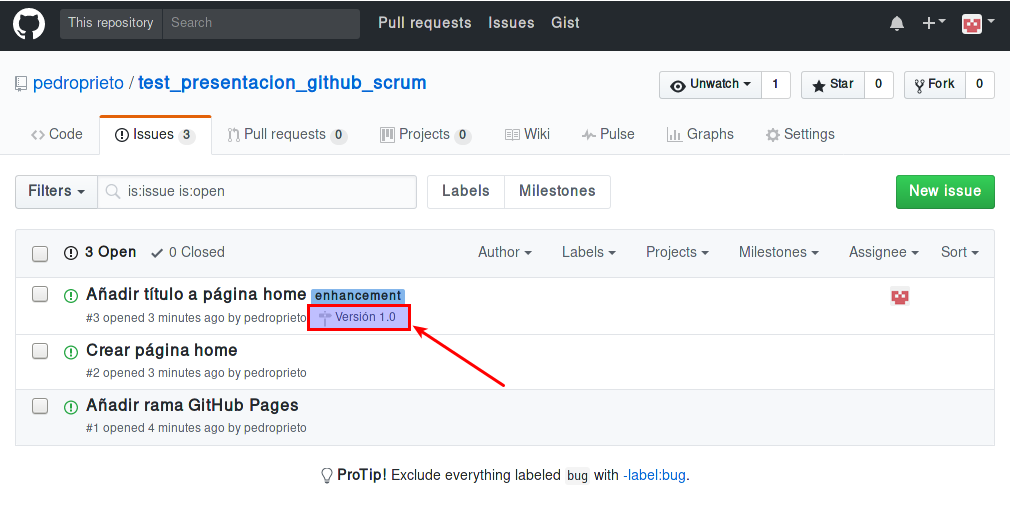 This repository Search Pull requests Issues Gist
pedroprieto / test_presentacion_github_scrum Unwatch 1 Star 0 Fork 0
Code Issues 3 Pull requests 0 Projects 0 Wiki Pulse Graphs Settings
Filters is:issue is:open Labels Milestones New issue
3 Open 0 Closed Author Labels Projects Milestones Assignee Sort
Añadir título a página home enhancement
#3 opened 3 minutes ago by pedroprieto Versión 1.0
Crear página home
#2 opened 3 minutes ago by pedroprieto
Añadir rama GitHub Pages
#1 opened 4 minutes ago by pedroprieto
ProTip! Exclude everything labeled bug with -label:bug.